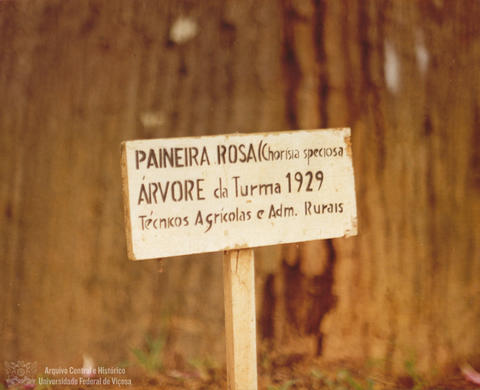 PAINEIRA ROSA (Chorisia speciosa
ÁRVORE da Turma 1929
Técnicos Agrícolas e Adm. Rurais
Arquivo Central e Histórico
Universidade Federal de Viçosa